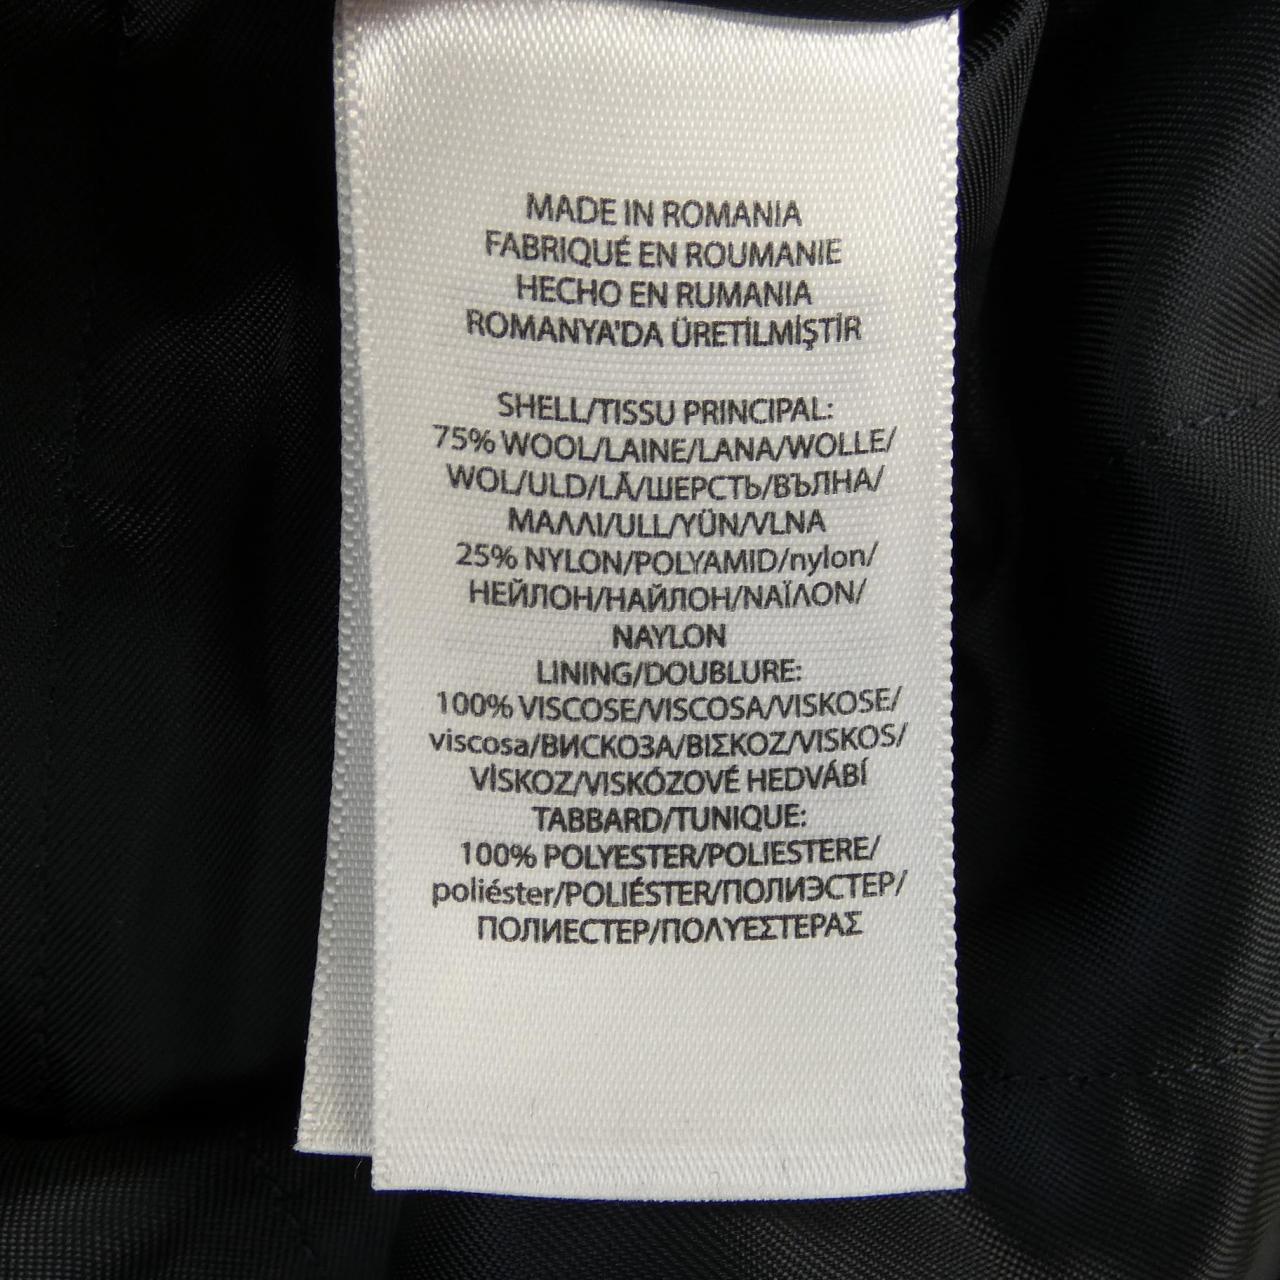 MADE IN ROMANIA
FABRIQUÉ EN ROUMANIE
HECHO EN RUMANIA
ROMANYA'DA ÜRETİLMİŞTİR
SHELL/TISSU PRINCIPAL:
75% WOOL/LAINE/LANA/WOLLE/
WOL/ULD/LÃ/ШЕРСТЬ/ВЪЛНА/
ΜΑΛΛΙ/ULL/YÜN/VLNA
25% NYLON/POLYAMID/nylon/
НЕЙЛОН/НАЙЛОН/ΝΑΪΛΟΝ/
NAYLON
LINING/DOUBLURE:
100% VISCOSE/VISCOSA/VISKOSE/
viscosa/ВИСКОЗА/ΒΙΣΚΟΖ/VISKOS/
VİSKOZ/VISKÓZOVÉ HEDVÁBÍ
TABBARD/TUNIQUE:
100% POLYESTER/POLIESTERE/
poliéster/POLIÉSTER/ПОЛИЭСТЕР/
ПОЛИЕСТЕР/ΠΟΛΥΕΣΤΕΡΑΣ